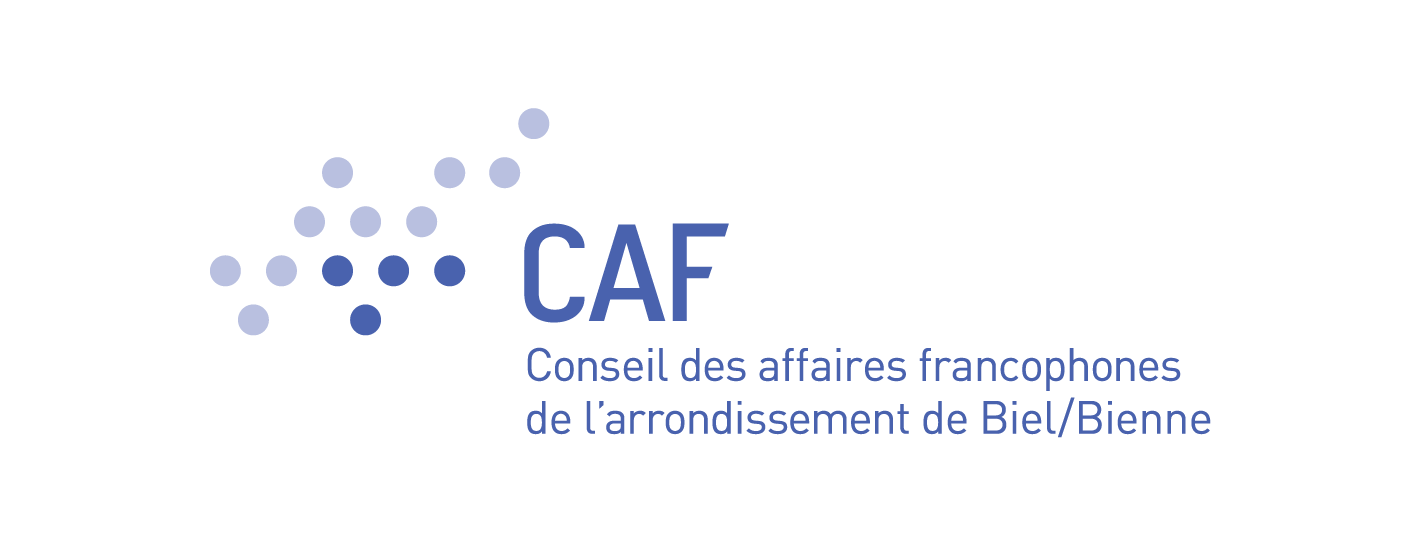 CAF
Conseil des affaires francophones
de l’arrondissement de Biel/Bienne